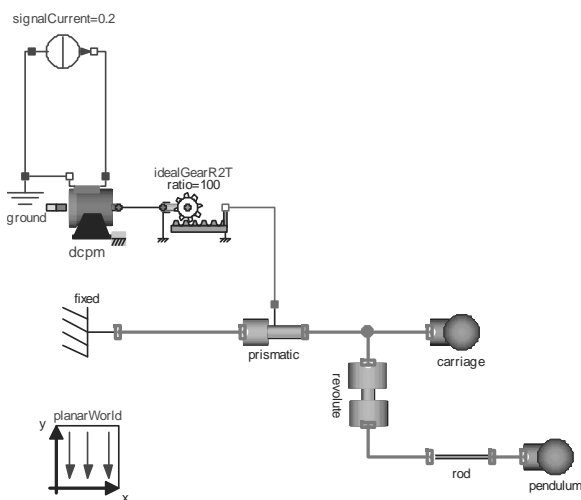 signalCurrent=0.2
idealGearR2T
ratio=100
ground
dcpm
fixed
prismatic
carriage
revolute
planarWorld
y
x
rod
pendulum